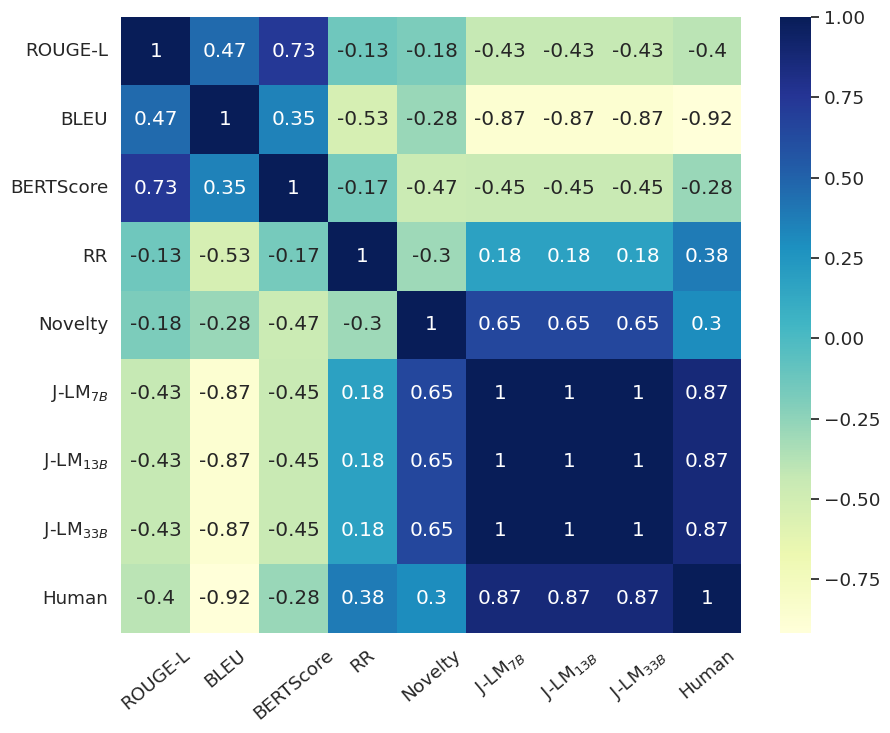 ROUGE-L 1 0.47 0.73 -0.13 -0.18 -0.43 -0.43 -0.43 -0.4
BLEU 0.47 1 0.35 -0.53 -0.28 -0.87 -0.87 -0.87 -0.92
BERTScore 0.73 0.35 1 -0.17 -0.47 -0.45 -0.45 -0.45 -0.28
RR -0.13 -0.53 -0.17 1 -0.3 0.18 0.18 0.18 0.38
Novelty -0.18 -0.28 -0.47 -0.3 1 0.65 0.65 0.65 0.3
J-LM7B -0.43 -0.87 -0.45 0.18 0.65 1 1 1 0.87
J-LM13B -0.43 -0.87 -0.45 0.18 0.65 1 1 1 0.87
J-LM33B -0.43 -0.87 -0.45 0.18 0.65 1 1 1 0.87
Human -0.4 -0.92 -0.28 0.38 0.3 0.87 0.87 0.87 1
ROUGE-L BLEU BERTScore RR Novelty J-LM7B J-LM13B J-LM33B Human
1.00
0.75
0.50
0.25
0.00
−0.25
−0.50
−0.75